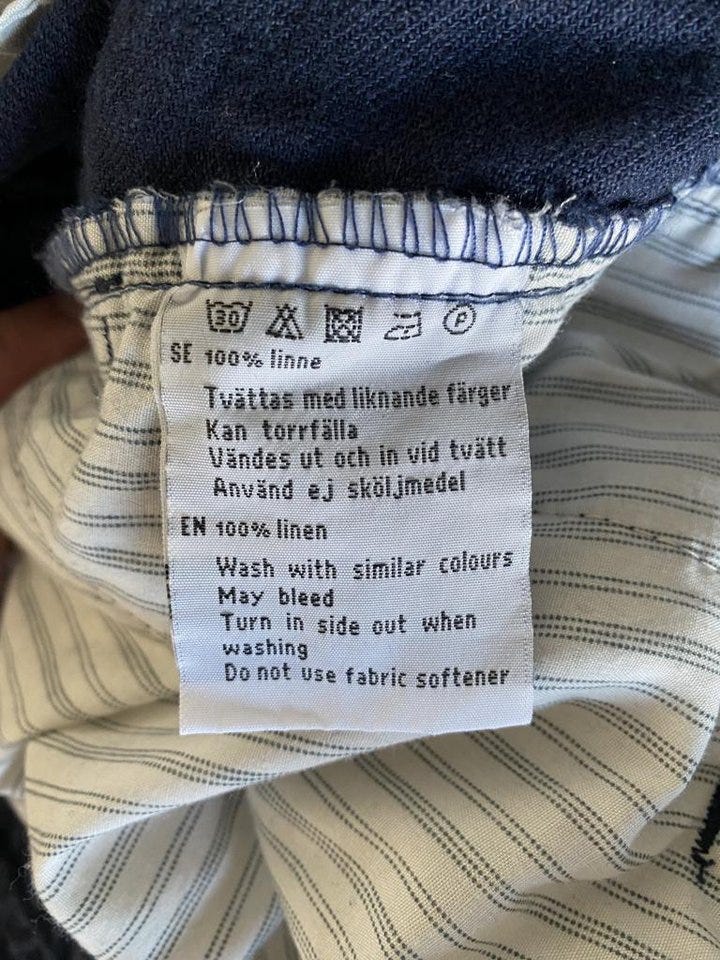 30 P
SE 100% linne
Tvättas med liknande färger
Kan torrfälla
Vändes ut och in vid tvätt
Använd ej sköljmedel
EN 100% linen
Wash with similar colours
May bleed
Turn in side out when
washing
Do not use fabric softener